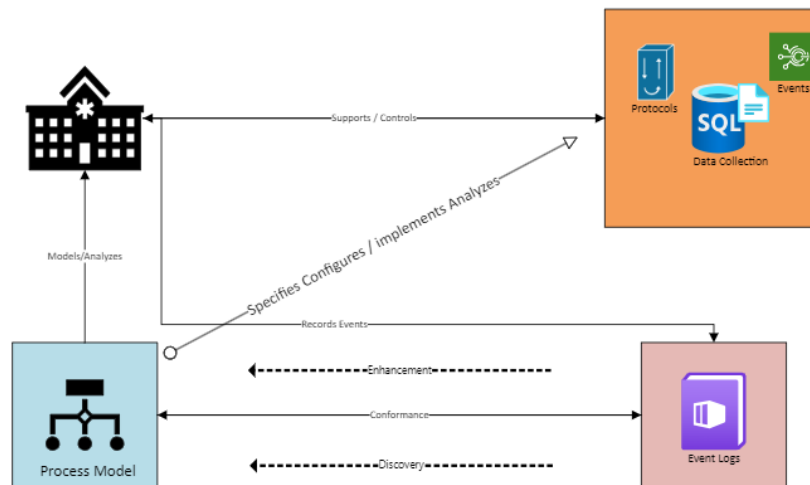 Protocols
Events
SQL
Data Collection
Supports / Controls
Specifies Configures / implements Analyzes
Models/Analyzes
Records Events
Enhancement
Conformance
Discovery
Process Model
Event Logs